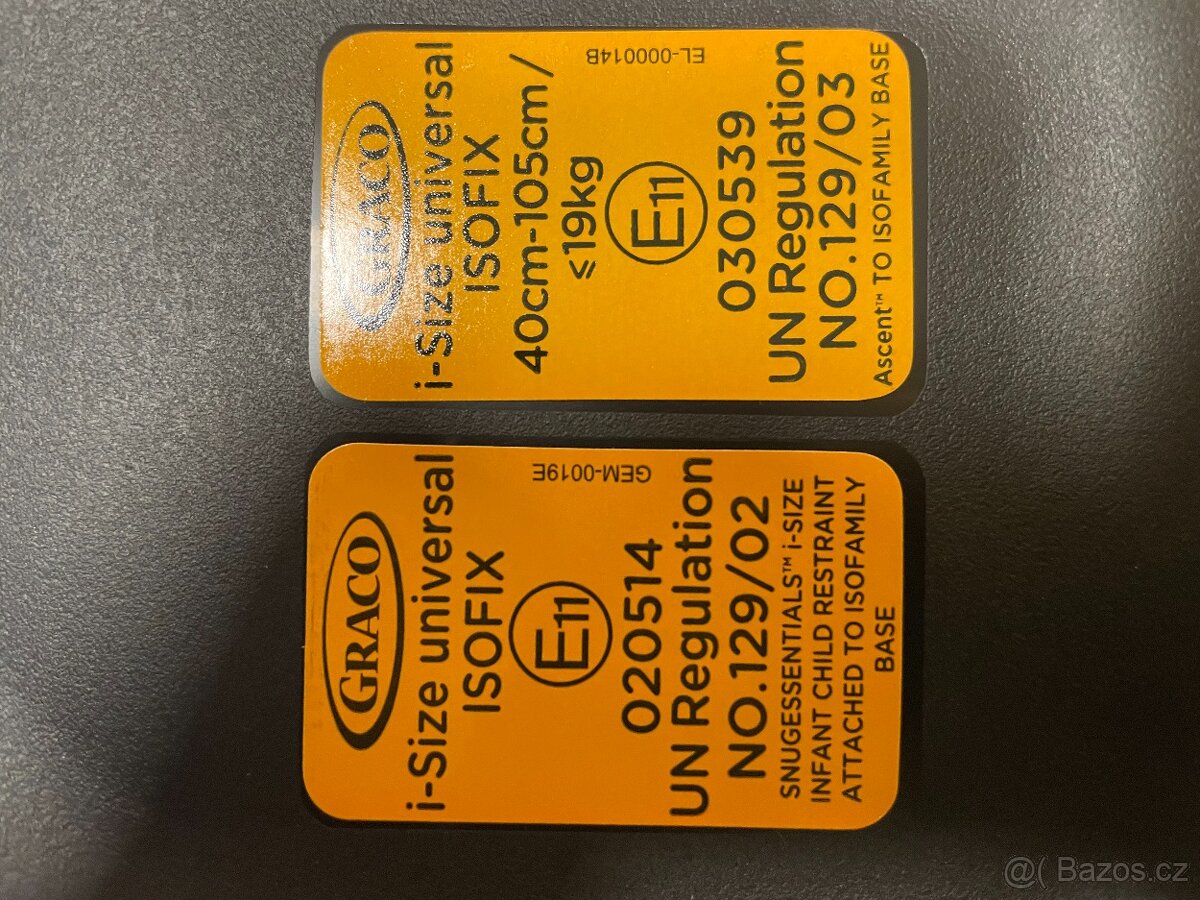 GRACO
i-Size universal
ISOFIX
40cm-105cm/
≤19kg
E11
030539
UN Regulation
NO.129/03
Ascent™ TO ISOFAMILY BASE
EL-000014B
GRACO
i-Size universal
ISOFIX
E11
020514
UN Regulation
NO.129/02
SNUGESSENTIALS™ i-SIZE
INFANT CHILD RESTRAINT
ATTACHED TO ISOFAMILY
BASE
GEM-0019E
@( Bazos.cz